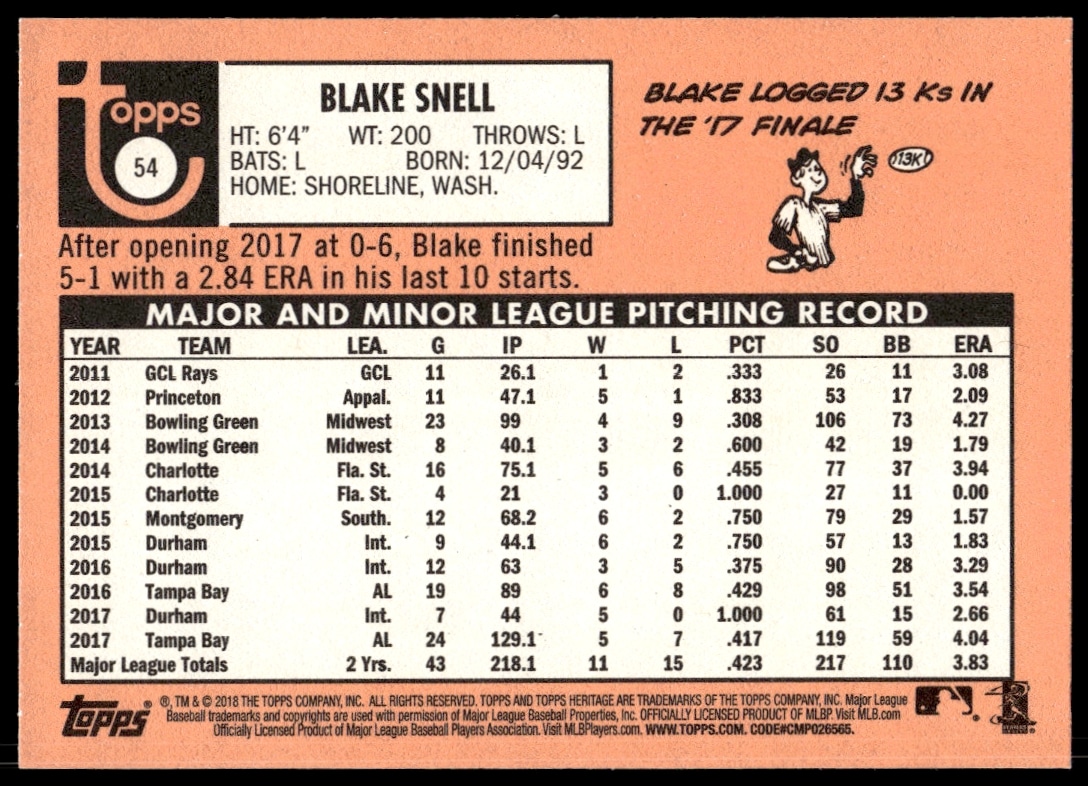 topps
54
BLAKE SNELL
HT: 6'4" WT: 200 THROWS: L
BATS: L BORN: 12/04/92
HOME: SHORELINE, WASH.
BLAKE LOGGED 13 Ks IN
THE '17 FINALE
13K
After opening 2017 at 0-6, Blake finished
5-1 with a 2.84 ERA in his last 10 starts.
MAJOR AND MINOR LEAGUE PITCHING RECORD
YEAR TEAM LEA. G IP W L PCT SO BB ERA
2011 GCL Rays GCL 11 26.1 1 2 .333 26 11 3.08
2012 Princeton Appal. 11 47.1 5 1 .833 53 17 2.09
2013 Bowling Green Midwest 23 99 4 9 .308 106 73 4.27
2014 Bowling Green Midwest 8 40.1 3 2 .600 42 19 1.79
2014 Charlotte Fla. St. 16 75.1 5 6 .455 77 37 3.94
2015 Charlotte Fla. St. 4 21 3 0 1.000 27 11 0.00
2015 Montgomery South. 12 68.2 6 2 .750 79 29 1.57
2015 Durham Int. 9 44.1 6 2 .750 57 13 1.83
2016 Durham Int. 12 63 3 5 .375 90 28 3.29
2016 Tampa Bay AL 19 89 6 8 .429 98 51 3.54
2017 Durham Int. 7 44 5 0 1.000 61 15 2.66
2017 Tampa Bay AL 24 129.1 5 7 .417 119 59 4.04
Major League Totals 2 Yrs. 43 218.1 11 15 .423 217 110 3.83
topps® ®, TM & © 2018 THE TOPPS COMPANY, INC. ALL RIGHTS RESERVED. TOPPS AND TOPPS HERITAGE ARE TRADEMARKS OF THE TOPPS COMPANY, INC. Major League
Baseball trademarks and copyrights are used with permission of Major League Baseball Properties, Inc. OFFICIALLY LICENSED PRODUCT OF MLBP. Visit MLB.com
Officially Licensed Product of Major League Baseball Players Association. Visit MLBPlayers.com. WWW.TOPPS.COM. CODE#CMP026565.